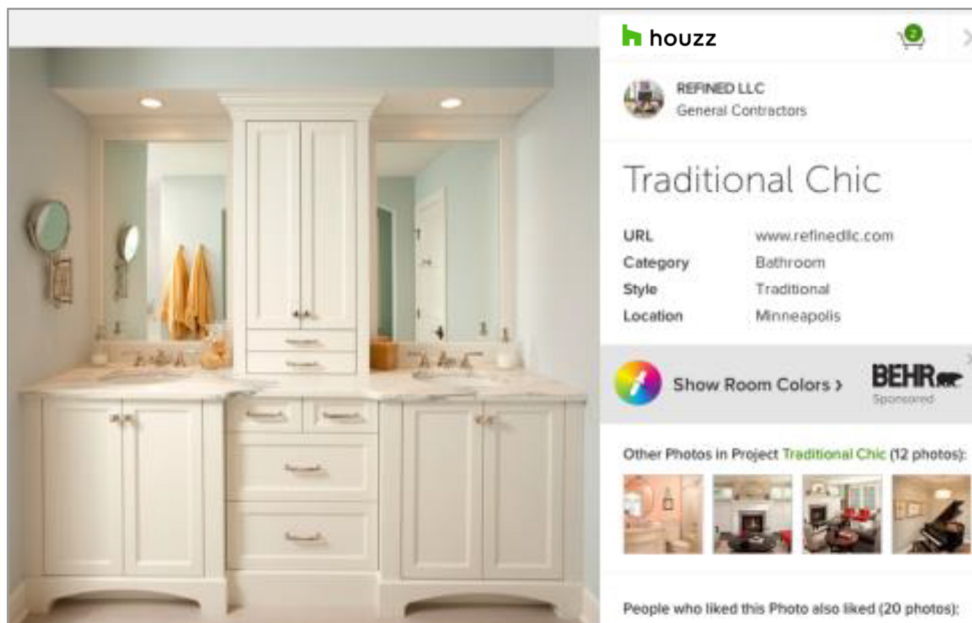 houzz
2
REFINED LLC
General Contractors
Traditional Chic
URL www.refinedllc.com
Category Bathroom
Style Traditional
Location Minneapolis
Show Room Colors ›
BEHR
Sponsored
Other Photos in Project Traditional Chic (12 photos):
People who liked this Photo also liked (20 photos):